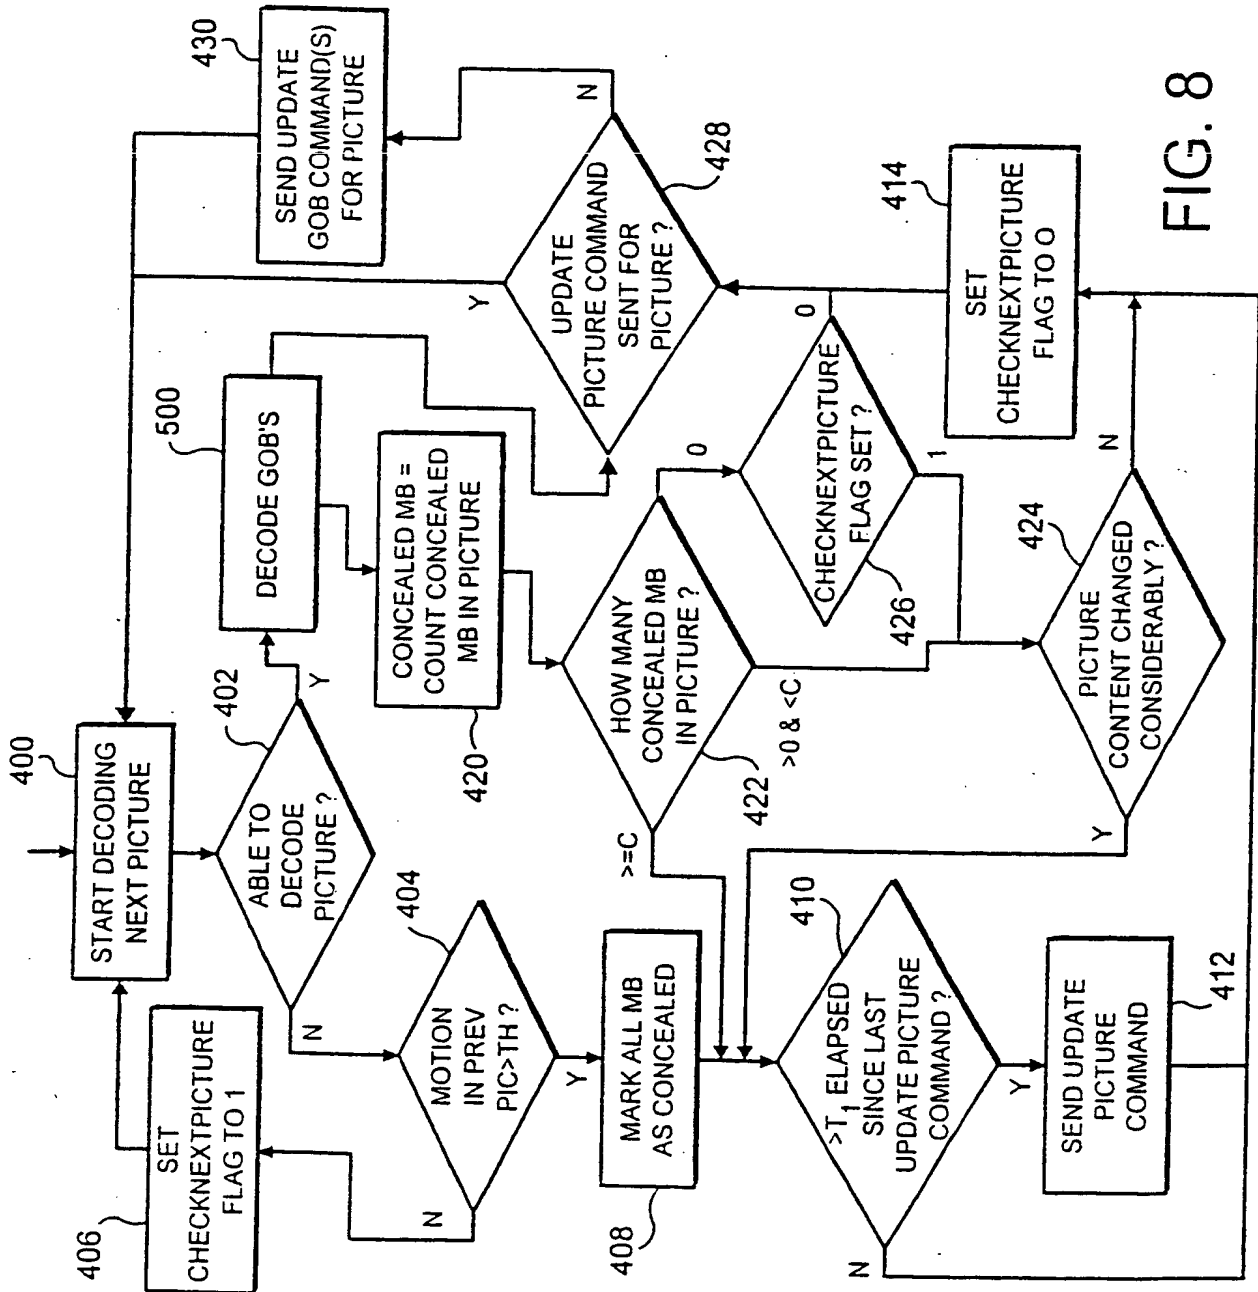 400
START DECODING
NEXT PICTURE
402
ABLE TO
DECODE
PICTURE ?
N
Y
404
MOTION
IN PREV
PIC>TH ?
N
Y
406
SET
CHECKNEXTPICTURE
FLAG TO 1
MARK ALL MB
AS CONCEALED
408
410
>T1 ELAPSED
SINCE LAST
UPDATE PICTURE
COMMAND ?
N
Y
SEND UPDATE
PICTURE
COMMAND
412
500
DECODE GOB'S
CONCEALED MB =
COUNT CONCEALED
MB IN PICTURE
420
HOW MANY
CONCEALED MB
IN PICTURE ?
422
>=C
>0 & <C
0
CHECKNEXTPICTURE
FLAG SET ?
426
0
1
424
PICTURE
CONTENT CHANGED
CONSIDERABLY ?
Y
N
414
SET
CHECKNEXTPICTURE
FLAG TO 0
UPDATE
PICTURE COMMAND
SENT FOR
PICTURE ?
428
Y
N
430
SEND UPDATE
GOB COMMAND(S)
FOR PICTURE
FIG. 8